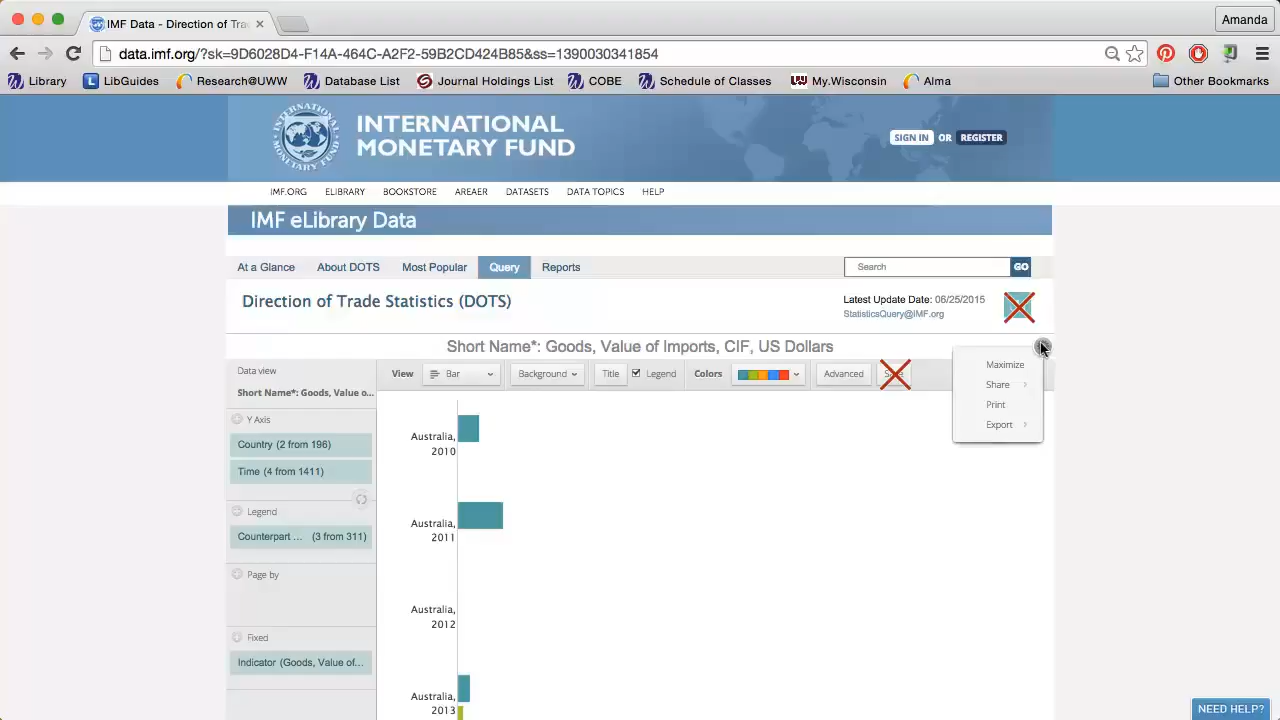 IMF Data - Direction of Tra
Amanda
data.imf.org/?sk=9D6028D4-F14A-464C-A2F2-59B2CD424B85&ss=1390030341854
Library LibGuides Research@UWW Database List Journal Holdings List COBE Schedule of Classes My.Wisconsin Alma Other Bookmarks
INTERNATIONAL
MONETARY FUND
SIGN IN OR REGISTER
IMF.ORG ELIBRARY BOOKSTORE AREAER DATASETS DATA TOPICS HELP
IMF eLibrary Data
At a Glance About DOTS Most Popular Query Reports Search GO
Direction of Trade Statistics (DOTS)
Latest Update Date: 06/25/2015
StatisticsQuery@IMF.org
Short Name*: Goods, Value of Imports, CIF, US Dollars
Data view
Short Name*: Goods, Value o...
View Bar Background Title Legend Colors Advanced
Maximize
Share
Print
Export
Y Axis
Country (2 from 196)
Time (4 from 1411)
Legend
Counterpart ... (3 from 311)
Page by
Fixed
Indicator (Goods, Value of...
Australia,
2010
Australia,
2011
Australia,
2012
Australia,
2013
NEED HELP?